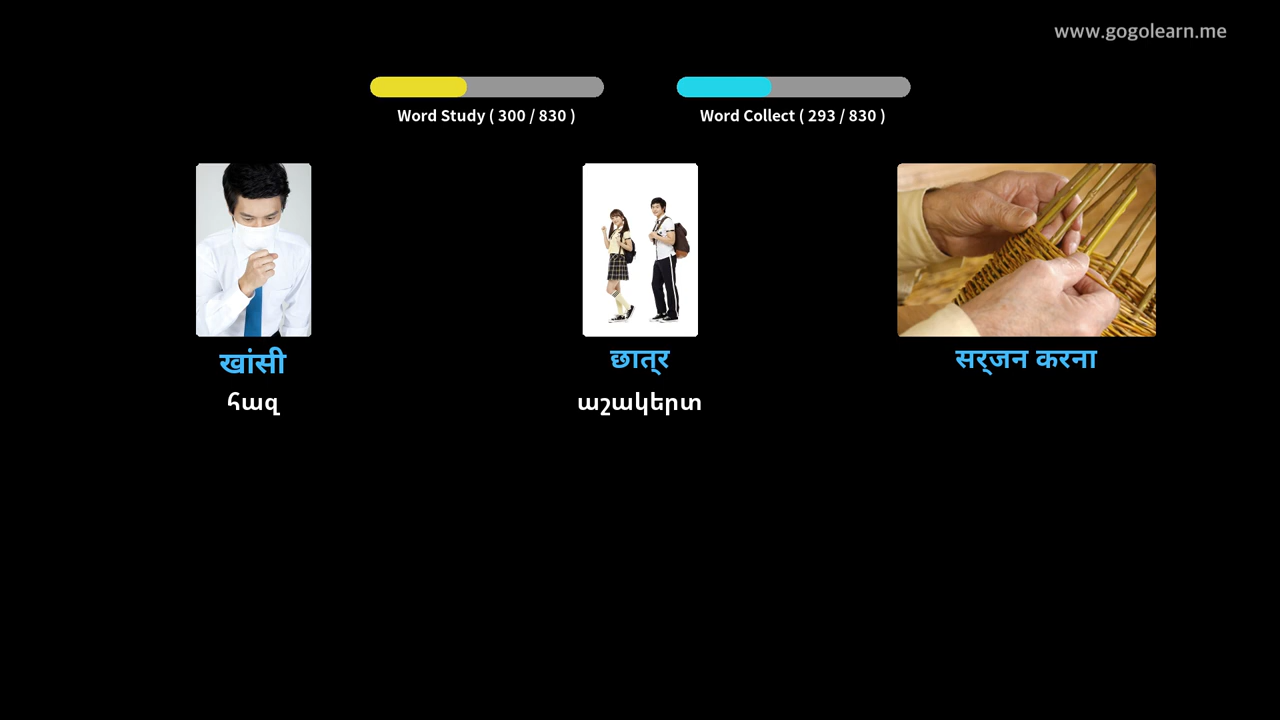 www.gogolearn.me
Word Study ( 300 / 830 )
Word Collect ( 293 / 830 )
खांसी
छात्र
सर्जन करना
հազ
աշակերտ